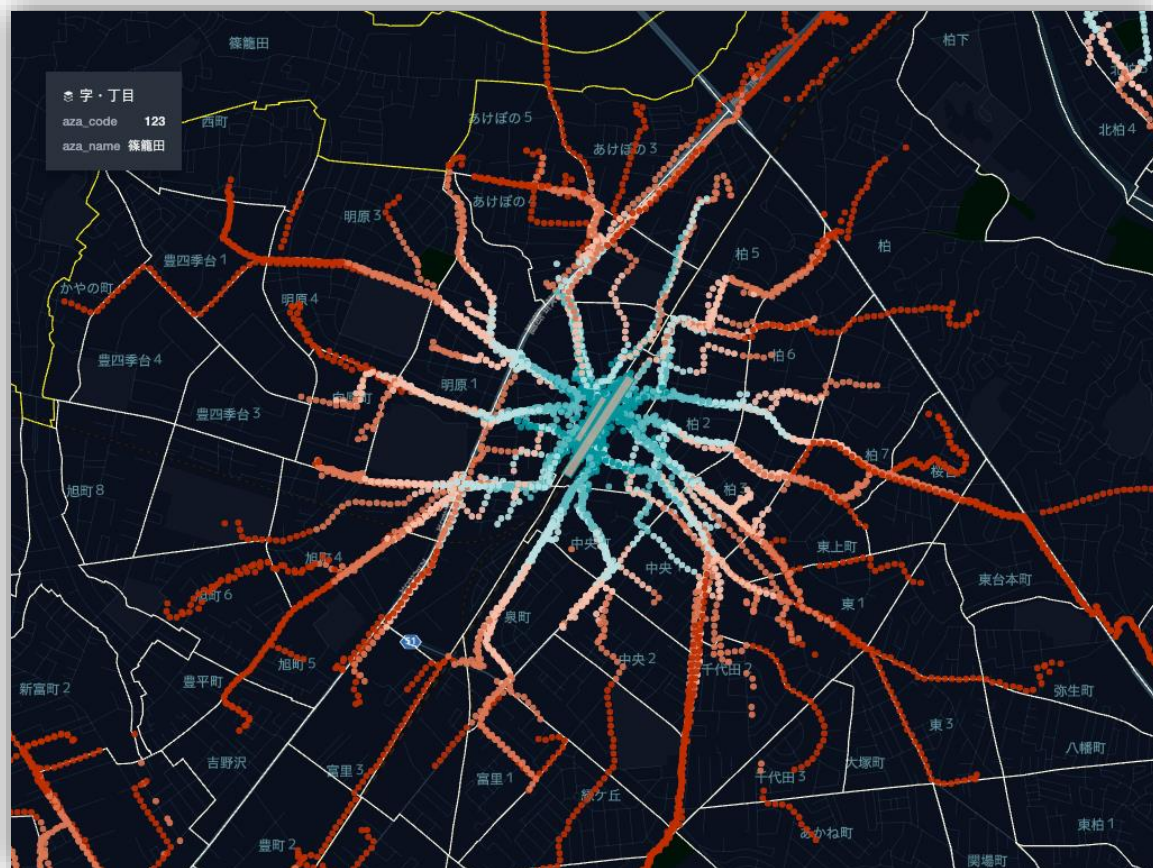 篠籠田
柏下
字・丁目
aza_code 123
aza_name 篠籠田
西町
あけぼの 5
あけぼの 3
北柏 4
明原 3
柏 5
柏
豊四季台 1
かやの町
明原 4
豊四季台 4
明原 1
柏 6
豊四季台 3
柏 2
柏 7
旭町 8
柏 3
東上町
旭町 4
中央
東台本町
旭町 6
東 1
泉町
中央 2
旭町 5
千代田 2
新富町 2
豊平町
弥生町
東 3
八幡町
吉野沢
富里 3
富里 1
大塚町
千代田 3
緑ケ丘
あかね町
東柏 1
豊町 2
関場町